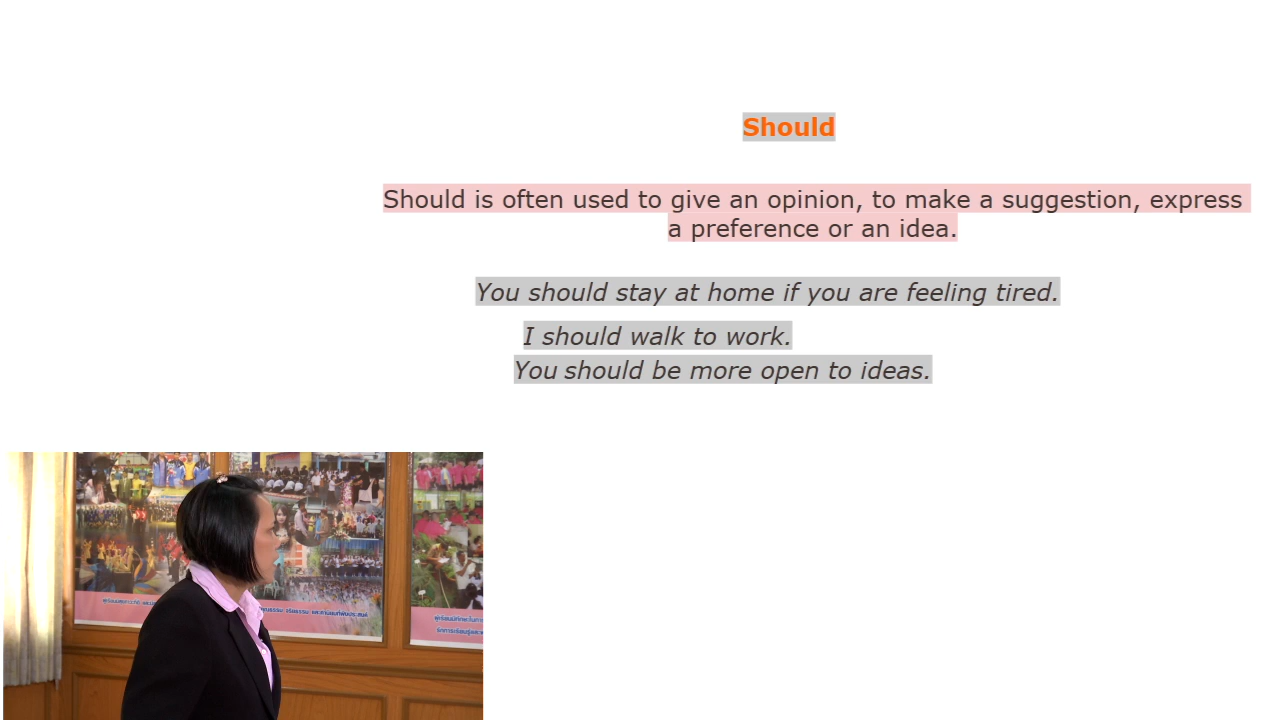 Should
Should is often used to give an opinion, to make a suggestion, express
a preference or an idea.
You should stay at home if you are feeling tired.
I should walk to work.
You should be more open to ideas.